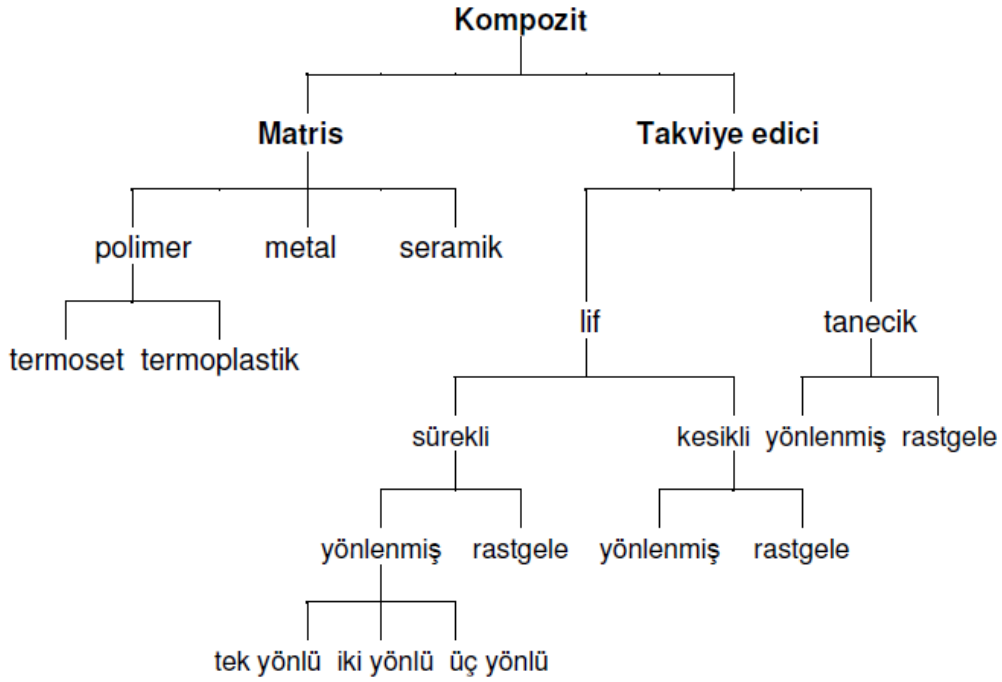 Kompozit
Matris Takviye edici
polimer metal seramik
lif tanecik
termoset termoplastik
sürekli kesikli yönlenmiş rastgele
yönlenmiş rastgele yönlenmiş rastgele
tek yönlü iki yönlü üç yönlü